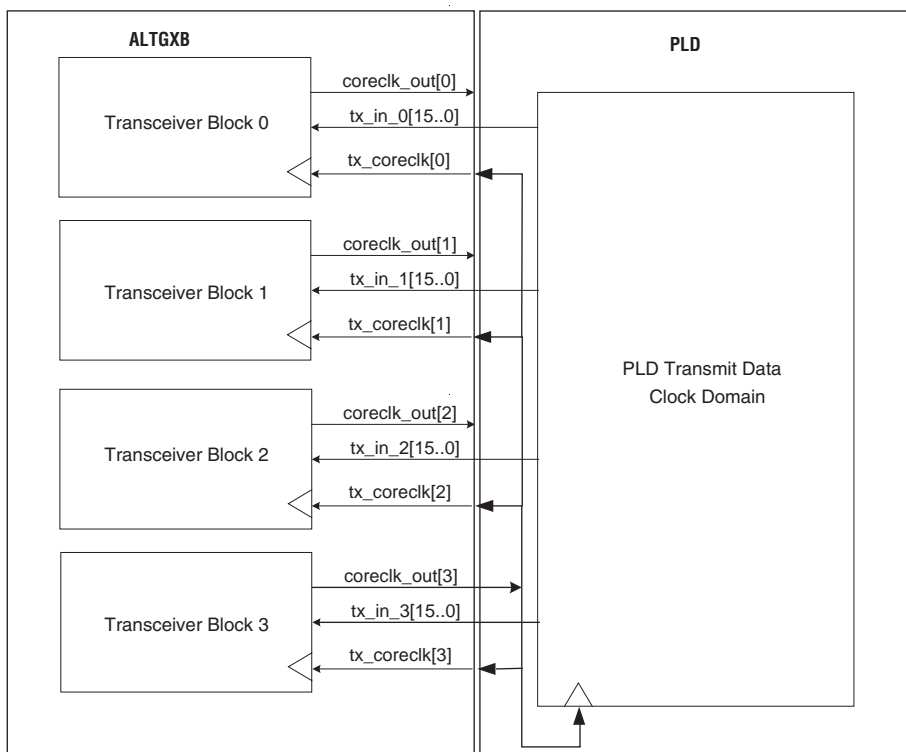 ALTGXB
PLD
Transceiver Block 0
coreclk_out[0]
tx_in_0[15..0]
tx_coreclk[0]
Transceiver Block 1
coreclk_out[1]
tx_in_1[15..0]
tx_coreclk[1]
Transceiver Block 2
coreclk_out[2]
tx_in_2[15..0]
tx_coreclk[2]
Transceiver Block 3
coreclk_out[3]
tx_in_3[15..0]
tx_coreclk[3]
PLD Transmit Data
Clock Domain